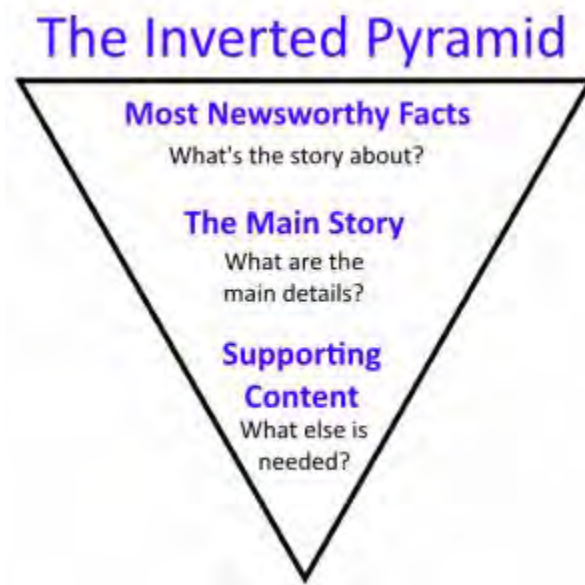 The Inverted Pyramid
Most Newsworthy Facts
What's the story about?
The Main Story
What are the
main details?
Supporting
Content
What else is
needed?